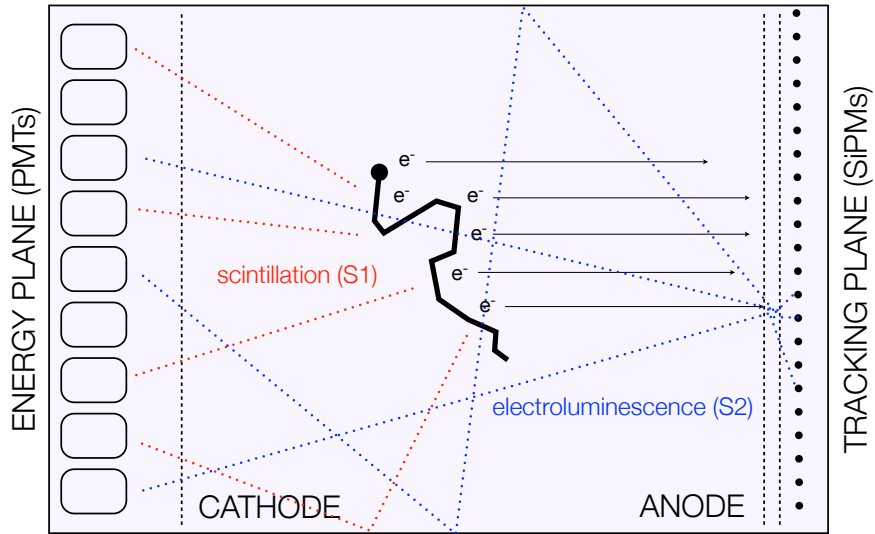 ENERGY PLANE (PMTs)
e-
e-
e-
e-
e-
e-
scintillation (S1)
electroluminescence (S2)
CATHODE
ANODE
TRACKING PLANE (SiPMs)